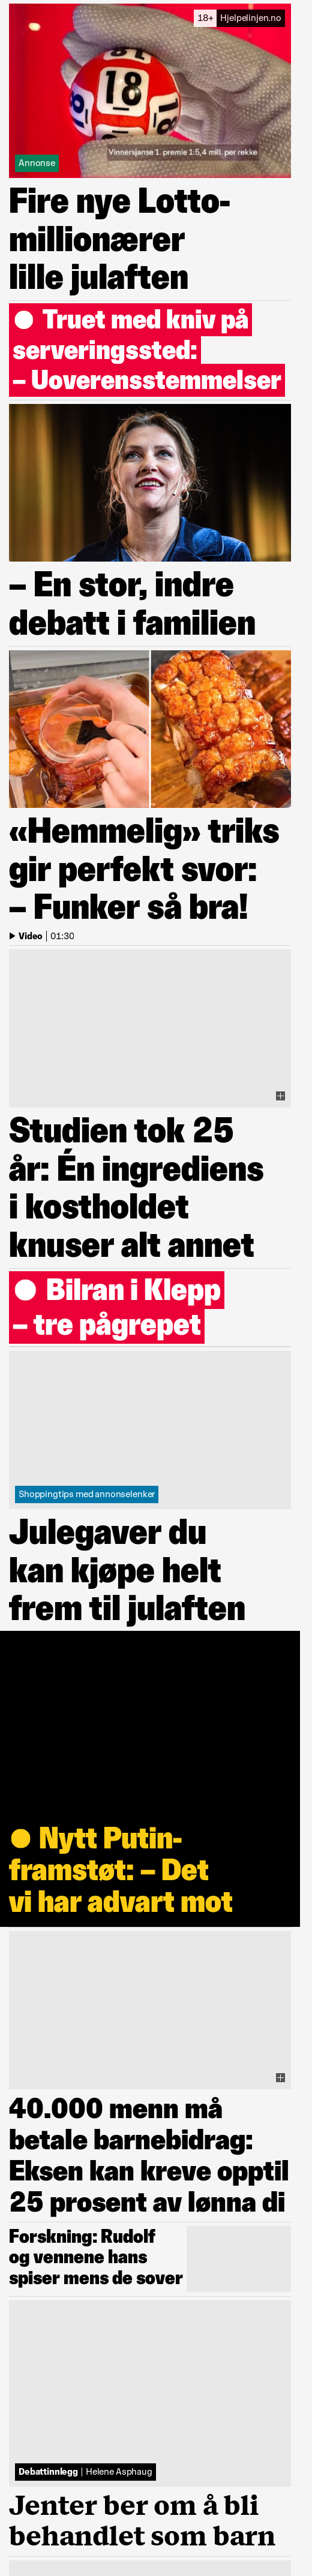 18+ Hjelpelinjen.no
18
Vinnersjanse 1. premie 1:5,4 mill. per rekke
Annonse
Fire nye Lotto-
millionærer
lille julaften
Truet med kniv på
serveringssted:
– Uoverensstemmelser
– En stor, indre
debatt i familien
«Hemmelig» triks
gir perfekt svor:
– Funker så bra!
Video | 01:30
Studien tok 25
år: Én ingrediens
i kostholdet
knuser alt annet
Bilran i Klepp
– tre pågrepet
Shoppingtips med annonselenker
Julegaver du
kan kjøpe helt
frem til julaften
Nytt Putin-
framstøt: – Det
vi har advart mot
40.000 menn må
betale barnebidrag:
Eksen kan kreve opptil
25 prosent av lønna di
Forskning: Rudolf
og vennene hans
spiser mens de sover
Debattinnlegg | Helene Asphaug
Jenter ber om å bli
behandlet som barn